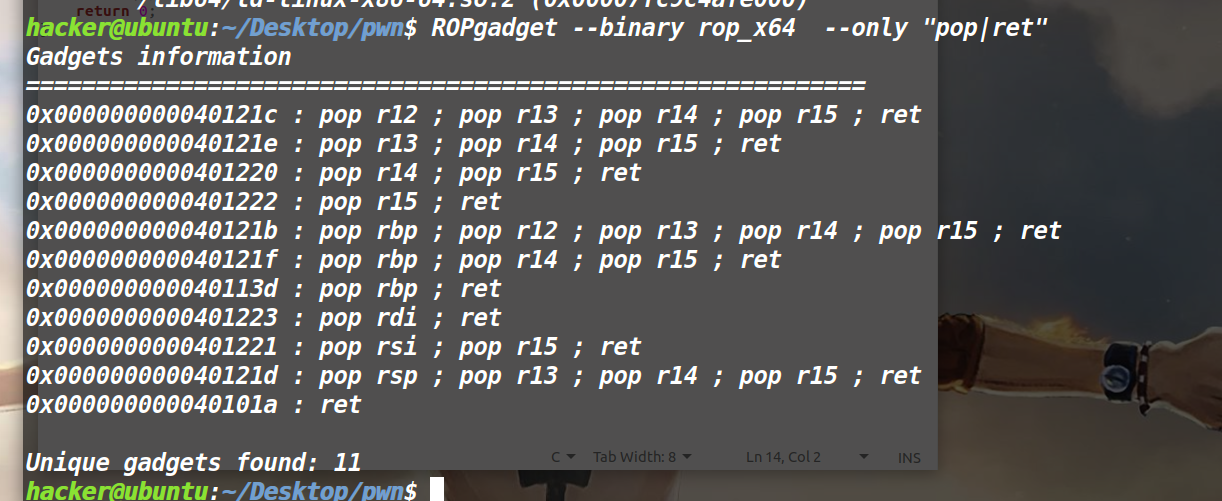 return 0;
/lib64/ld-linux-x86-64.so.2 (0x00007fc9c4afe000)
hacker@ubuntu:~/Desktop/pwn$ ROPgadget --binary rop_x64  --only "pop|ret"
Gadgets information
============================================================
0x000000000040121c : pop r12 ; pop r13 ; pop r14 ; pop r15 ; ret
0x000000000040121e : pop r13 ; pop r14 ; pop r15 ; ret
0x0000000000401220 : pop r14 ; pop r15 ; ret
0x0000000000401222 : pop r15 ; ret
0x000000000040121b : pop rbp ; pop r12 ; pop r13 ; pop r14 ; pop r15 ; ret
0x000000000040121f : pop rbp ; pop r14 ; pop r15 ; ret
0x000000000040113d : pop rbp ; ret
0x0000000000401223 : pop rdi ; ret
0x0000000000401221 : pop rsi ; pop r15 ; ret
0x000000000040121d : pop rsp ; pop r13 ; pop r14 ; pop r15 ; ret
0x000000000040101a : ret
Unique gadgets found: 11
C Tab Width: 8 Ln 14, Col 2 INS
hacker@ubuntu:~/Desktop/pwn$